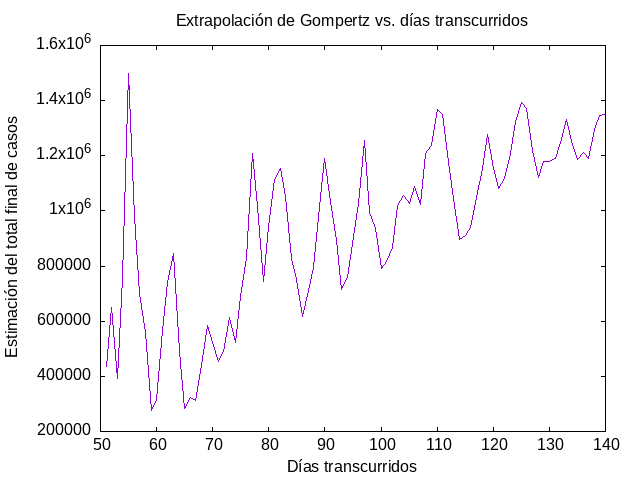 Extrapolación de Gompertz vs. días transcurridos
1.6x10⁶
1.4x10⁶
1.2x10⁶
1x10⁶
800000
600000
400000
200000
Estimación del total final de casos
50 60 70 80 90 100 110 120 130 140
Días transcurridos